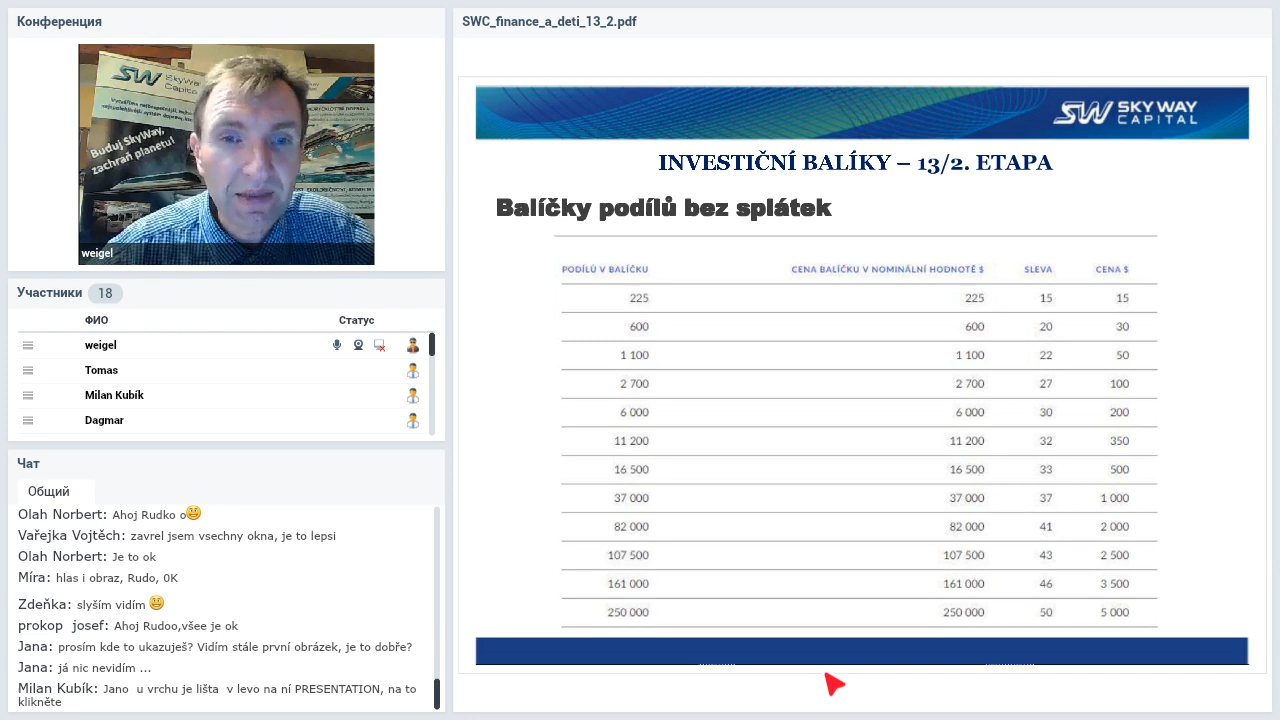 Конференция
SW SkyWay
Capital
Buduj SkyWay,
zachraň planetu!
weigel
Участники 18
ФИО Статус
weigel
Tomas
Milan Kubík
Dagmar
Чат
Общий
Olah Norbert: Ahoj Rudko o
Vařejka Vojtěch: zavrel jsem vsechny okna, je to lepsi
Olah Norbert: Je to ok
Míra: hlas i obraz, Rudo, 0K
Zdeňka: slyším vidím
prokop josef: Ahoj Rudoo,všee je ok
Jana: prosím kde to ukazuješ? Vidím stále první obrázek, je to dobře?
Jana: já nic nevidím ...
Milan Kubík: Jano u vrchu je lišta v levo na ní PRESENTATION, na to
klikněte
SWC_finance_a_deti_13_2.pdf
SW SKY WAY
CAPITAL
INVESTIČNÍ BALÍKY – 13/2. ETAPA
Balíčky podílů bez splátek
PODÍLŮ V BALÍČKU CENA BALÍČKU V NOMINÁLNÍ HODNOTĚ $ SLEVA CENA $
225 225 15 15
600 600 20 30
1 100 1 100 22 50
2 700 2 700 27 100
6 000 6 000 30 200
11 200 11 200 32 350
16 500 16 500 33 500
37 000 37 000 37 1 000
82 000 82 000 41 2 000
107 500 107 500 43 2 500
161 000 161 000 46 3 500
250 000 250 000 50 5 000